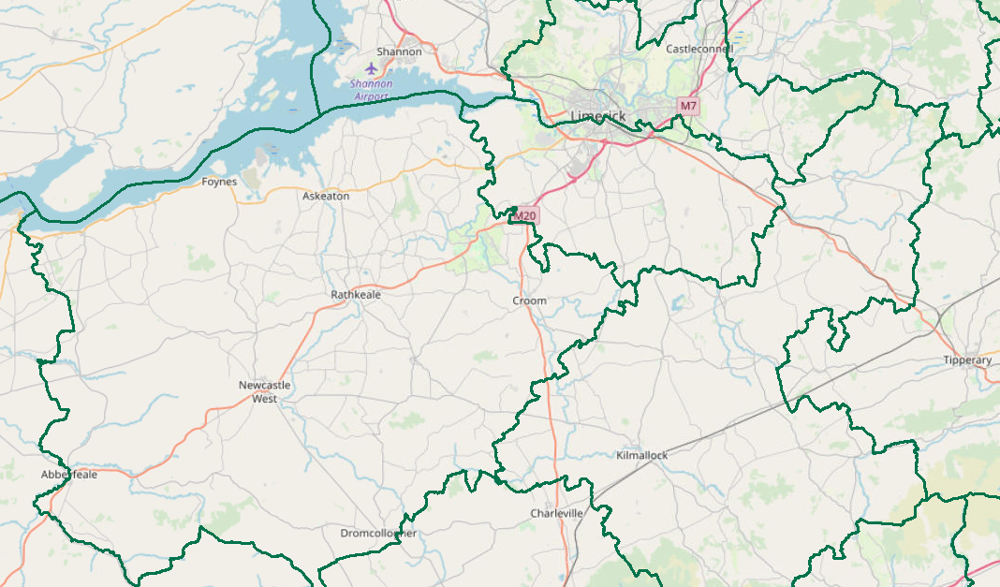 Shannon
Castleconnell
Shannon
Airport
M7
Limerick
Foynes
Askeaton
M20
Rathkeale
Croom
Tipperary
Newcastle
West
Kilmallock
Abbeyfeale
Charleville
Dromcollogher